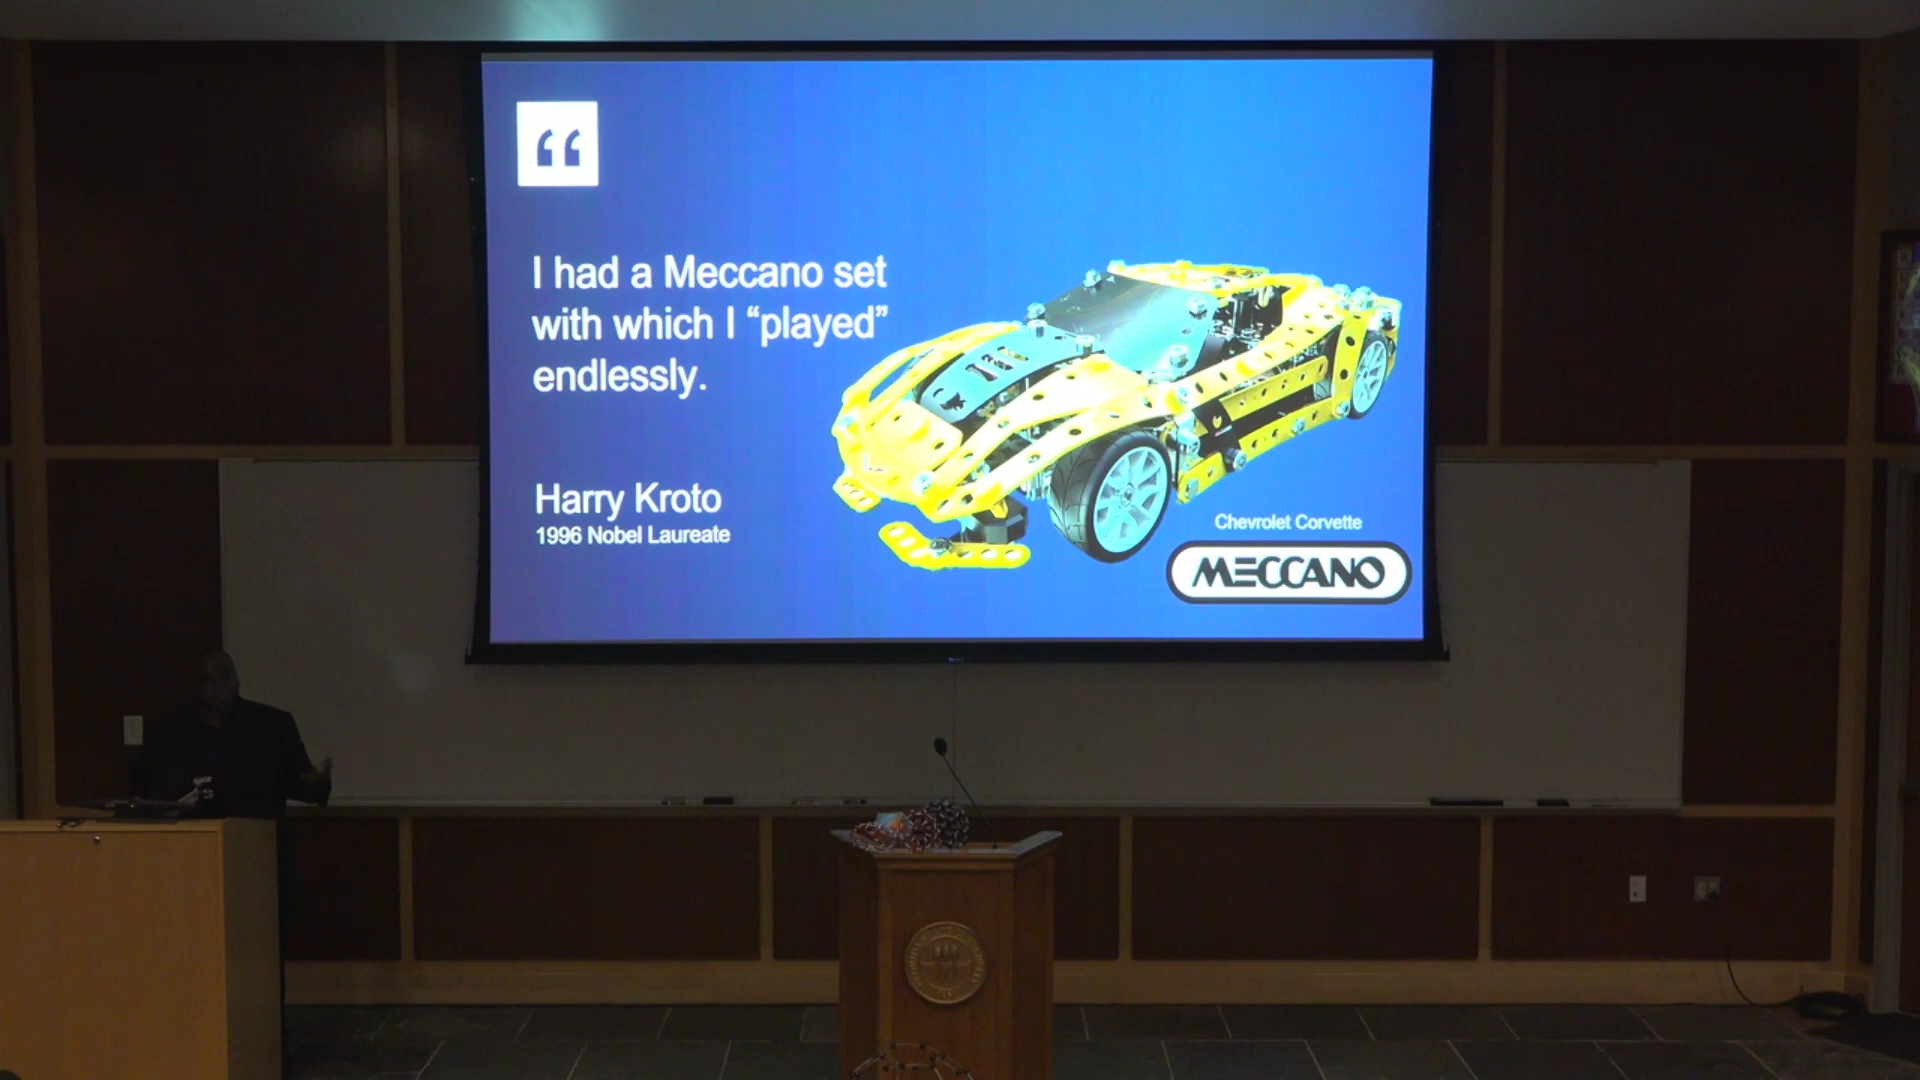 “
I had a Meccano set
with which I “played”
endlessly.
Harry Kroto
1996 Nobel Laureate
Chevrolet Corvette
MECCANO